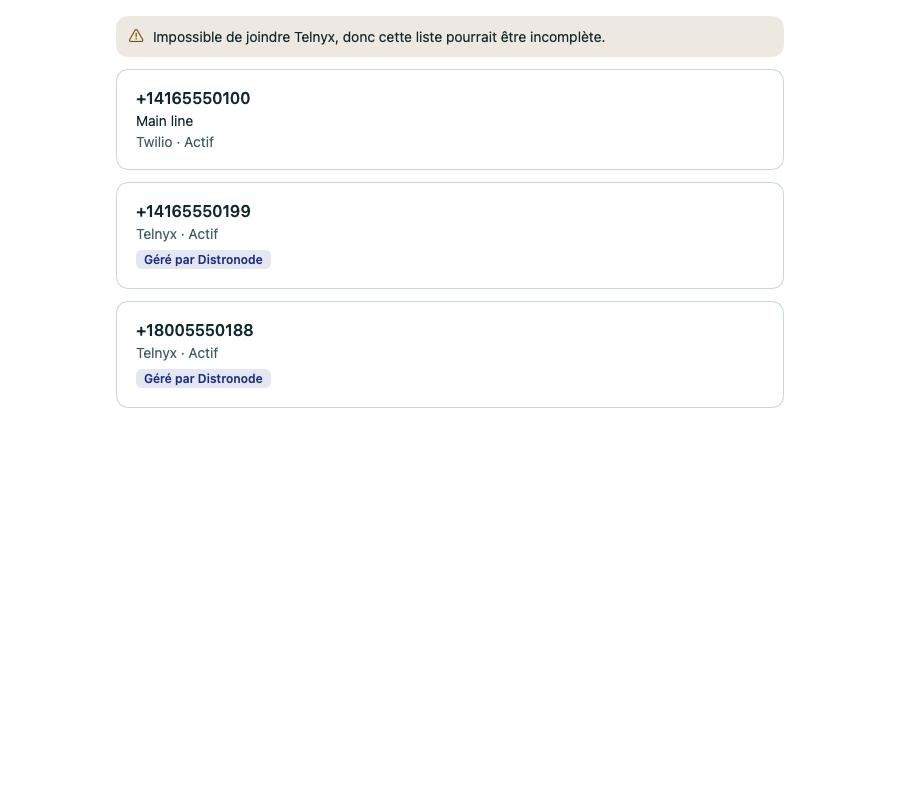 Impossible de joindre Telnyx, donc cette liste pourrait être incomplète.
+14165550100
Main line
Twilio · Actif
+14165550199
Telnyx · Actif
Géré par Distronode
+18005550188
Telnyx · Actif
Géré par Distronode